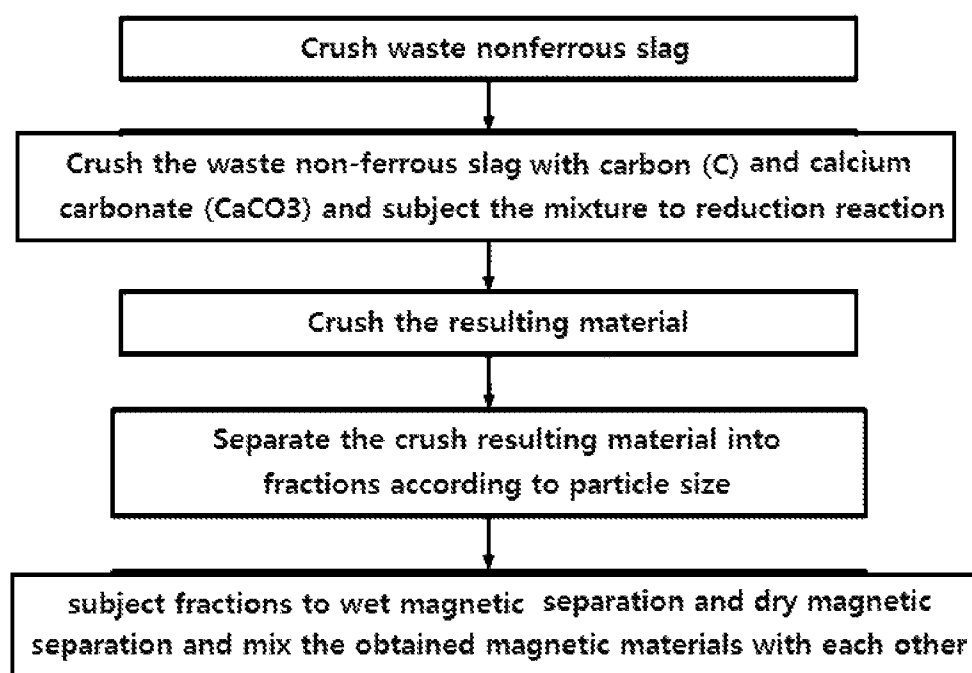 Crush waste nonferrous slag
Crush the waste non-ferrous slag with carbon (C) and calcium
carbonate (CaCO3) and subject the mixture to reduction reaction
Crush the resulting material
Separate the crush resulting material into
fractions according to particle size
subject fractions to wet magnetic separation and dry magnetic
separation and mix the obtained magnetic materials with each other